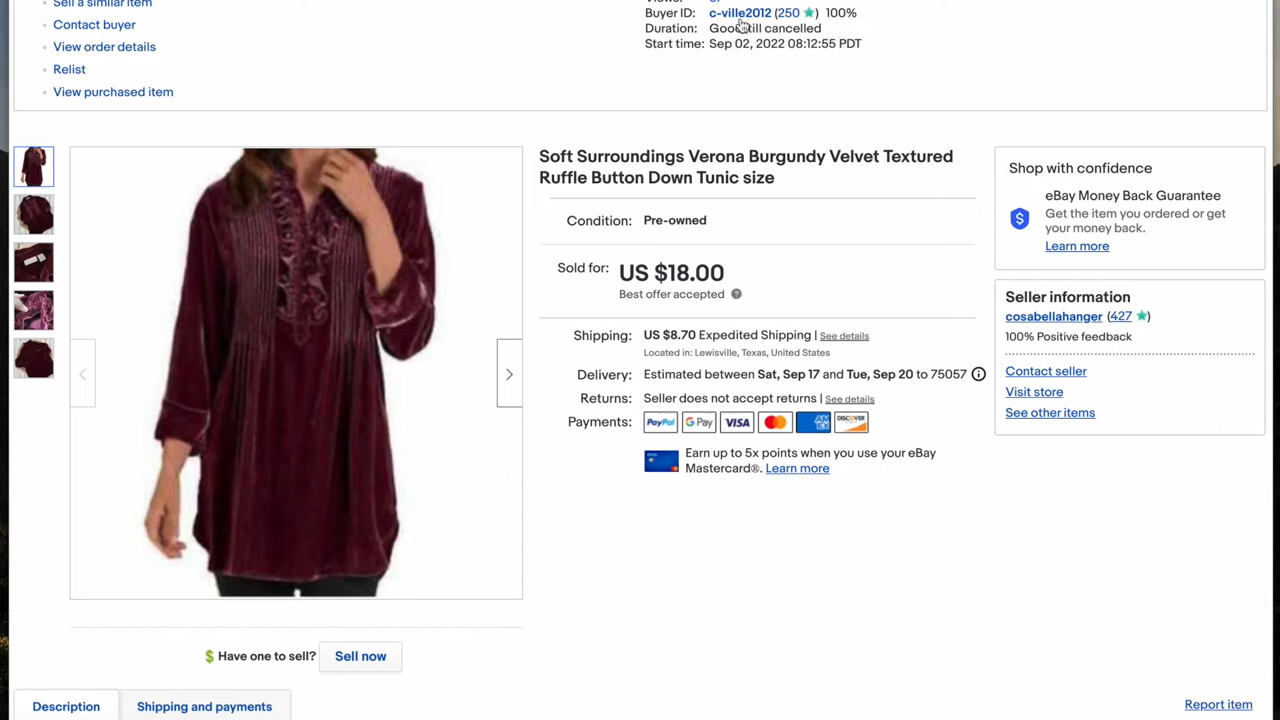 Sell a similar item
Contact buyer
View order details
Relist
View purchased item
Buyer ID: c-ville2012 (250 ) 100%
Duration: Good till cancelled
Start time: Sep 02, 2022 08:12:55 PDT
Soft Surroundings Verona Burgundy Velvet Textured
Ruffle Button Down Tunic size
Condition: Pre-owned
Sold for: US $18.00
Best offer accepted ?
Shipping: US $8.70 Expedited Shipping | See details
Located in: Lewisville, Texas, United States
Delivery: Estimated between Sat, Sep 17 and Tue, Sep 20 to 75057
Returns: Seller does not accept returns | See details
Payments: PayPal G Pay VISA AMEX DISCOVER
Earn up to 5x points when you use your eBay
Mastercard®. Learn more
Shop with confidence
eBay Money Back Guarantee
Get the item you ordered or get
your money back.
Learn more
Seller information
cosabellahanger (427 )
100% Positive feedback
Contact seller
Visit store
See other items
Have one to sell? Sell now
Description
Shipping and payments
Report item